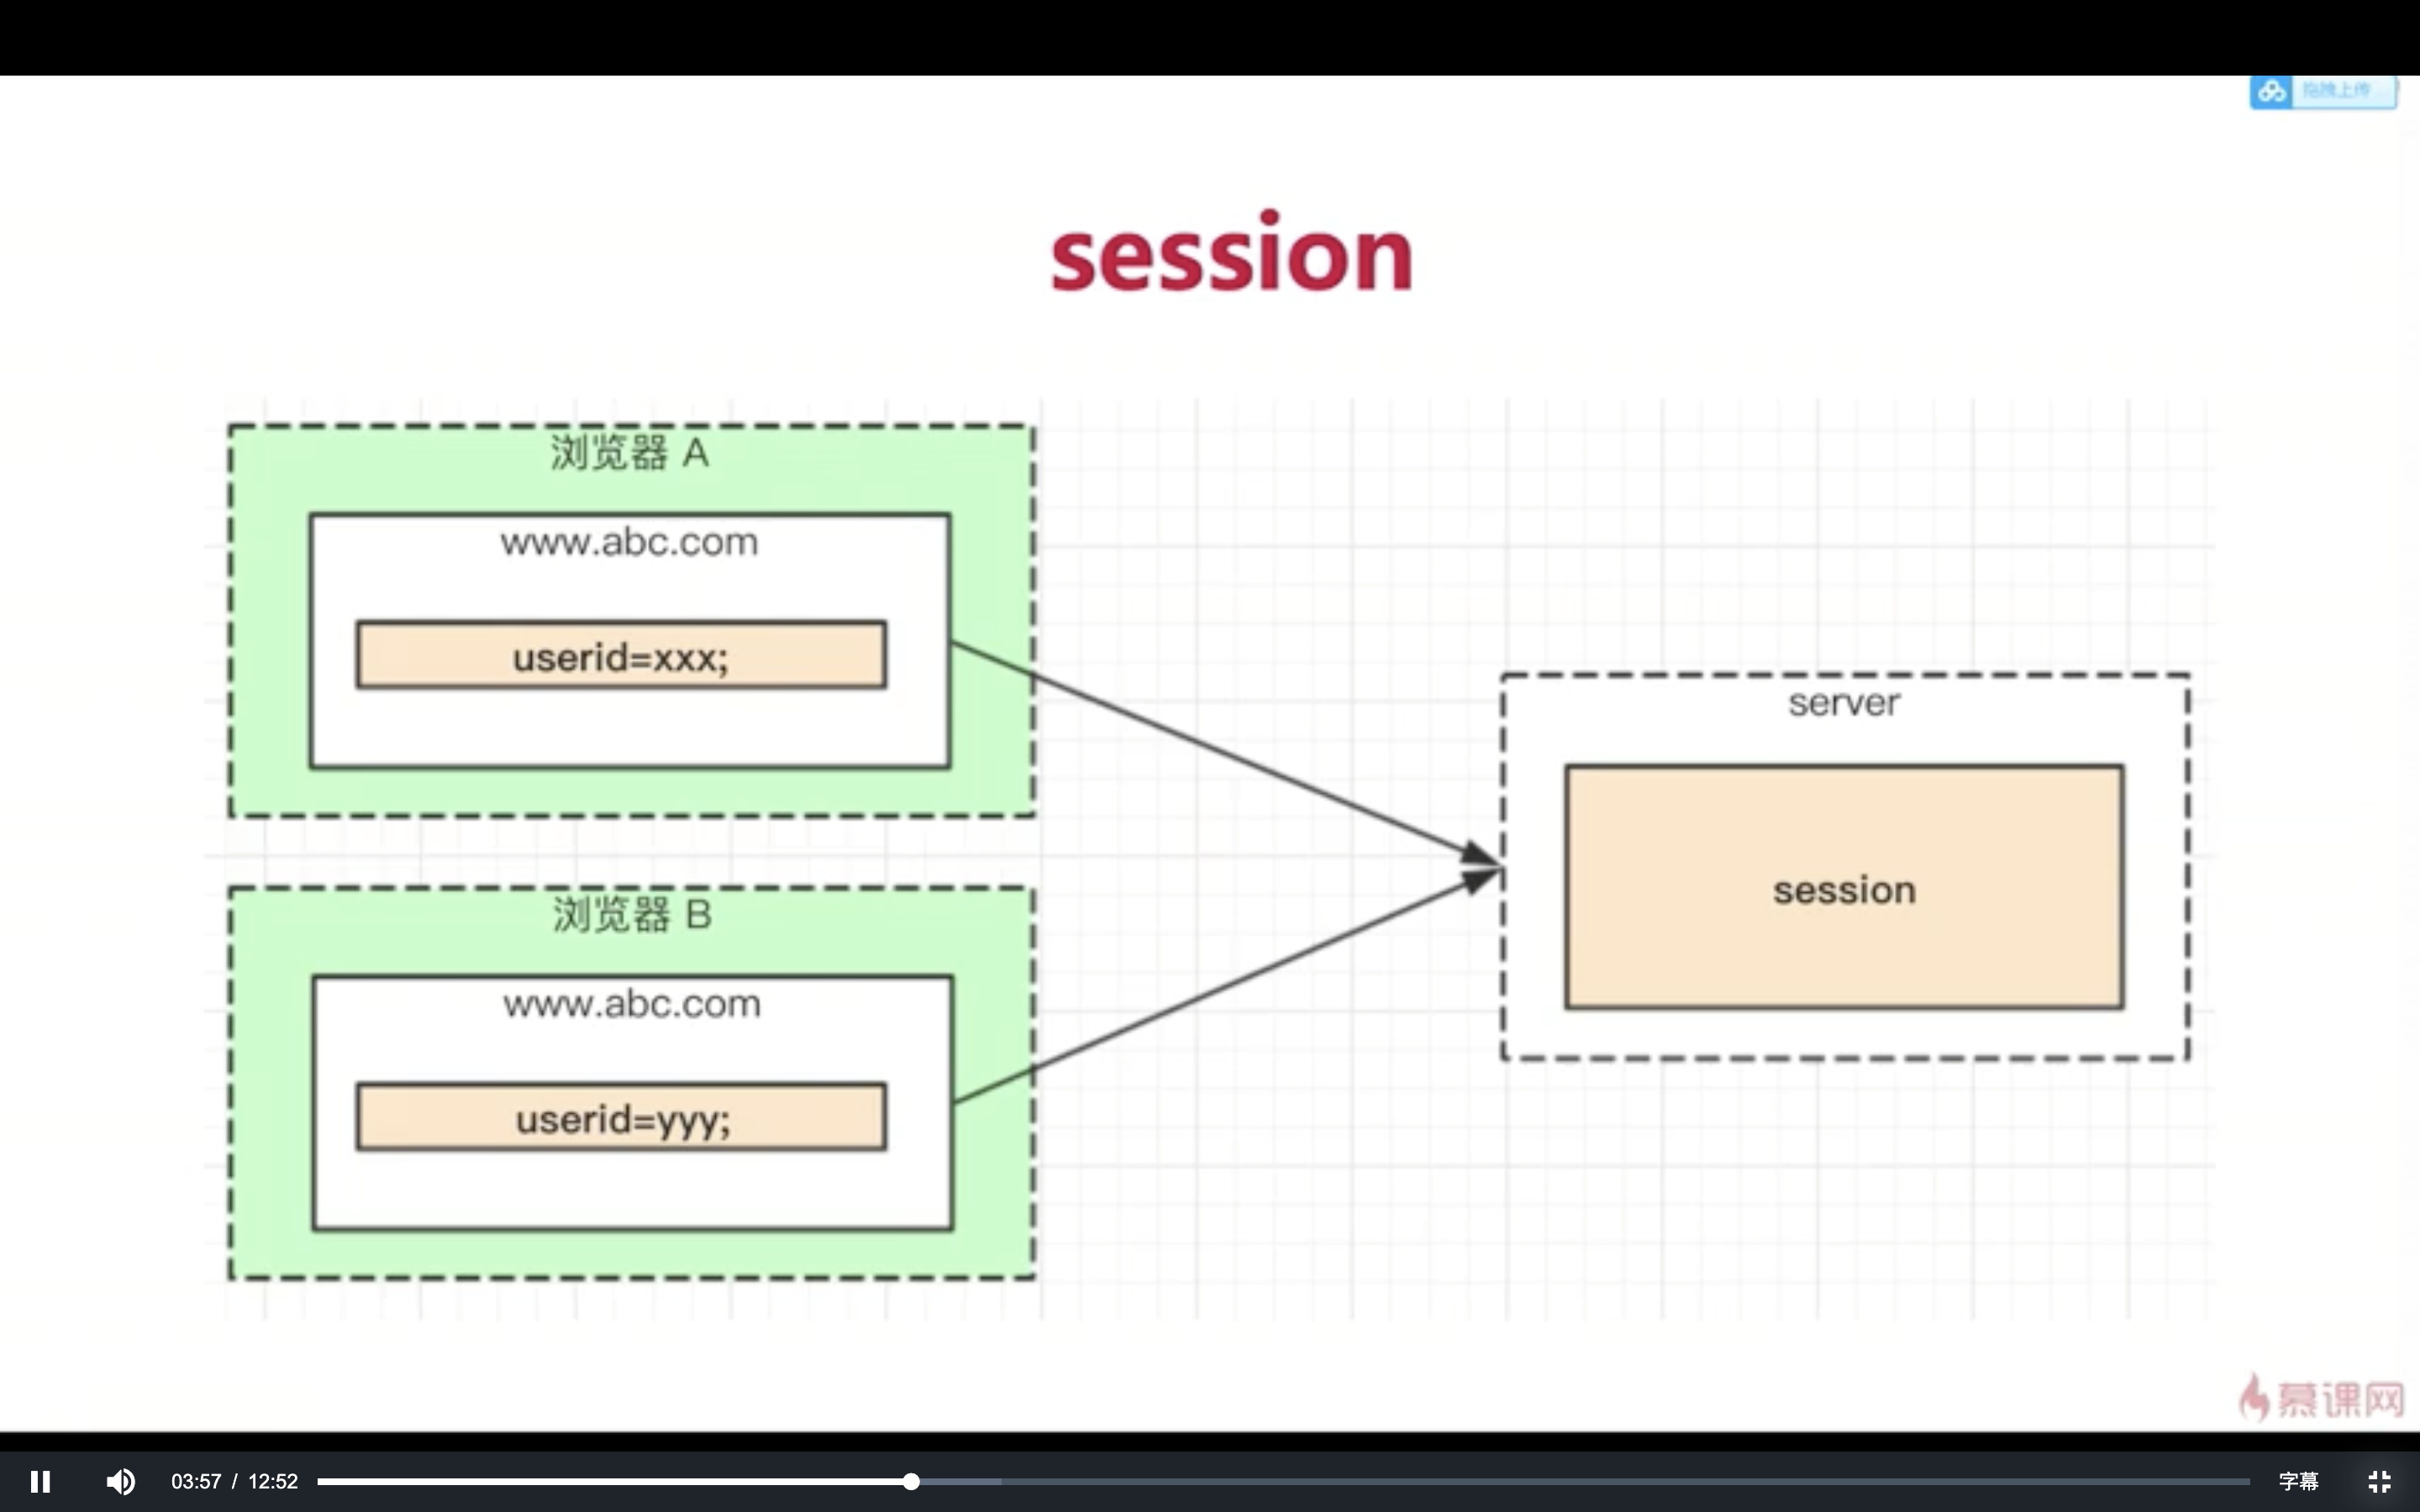 拖拽上传
session
浏览器 A
www.abc.com
userid=xxx;
server
session
浏览器 B
www.abc.com
userid=yyy;
慕课网
03:57 / 12:52
字幕